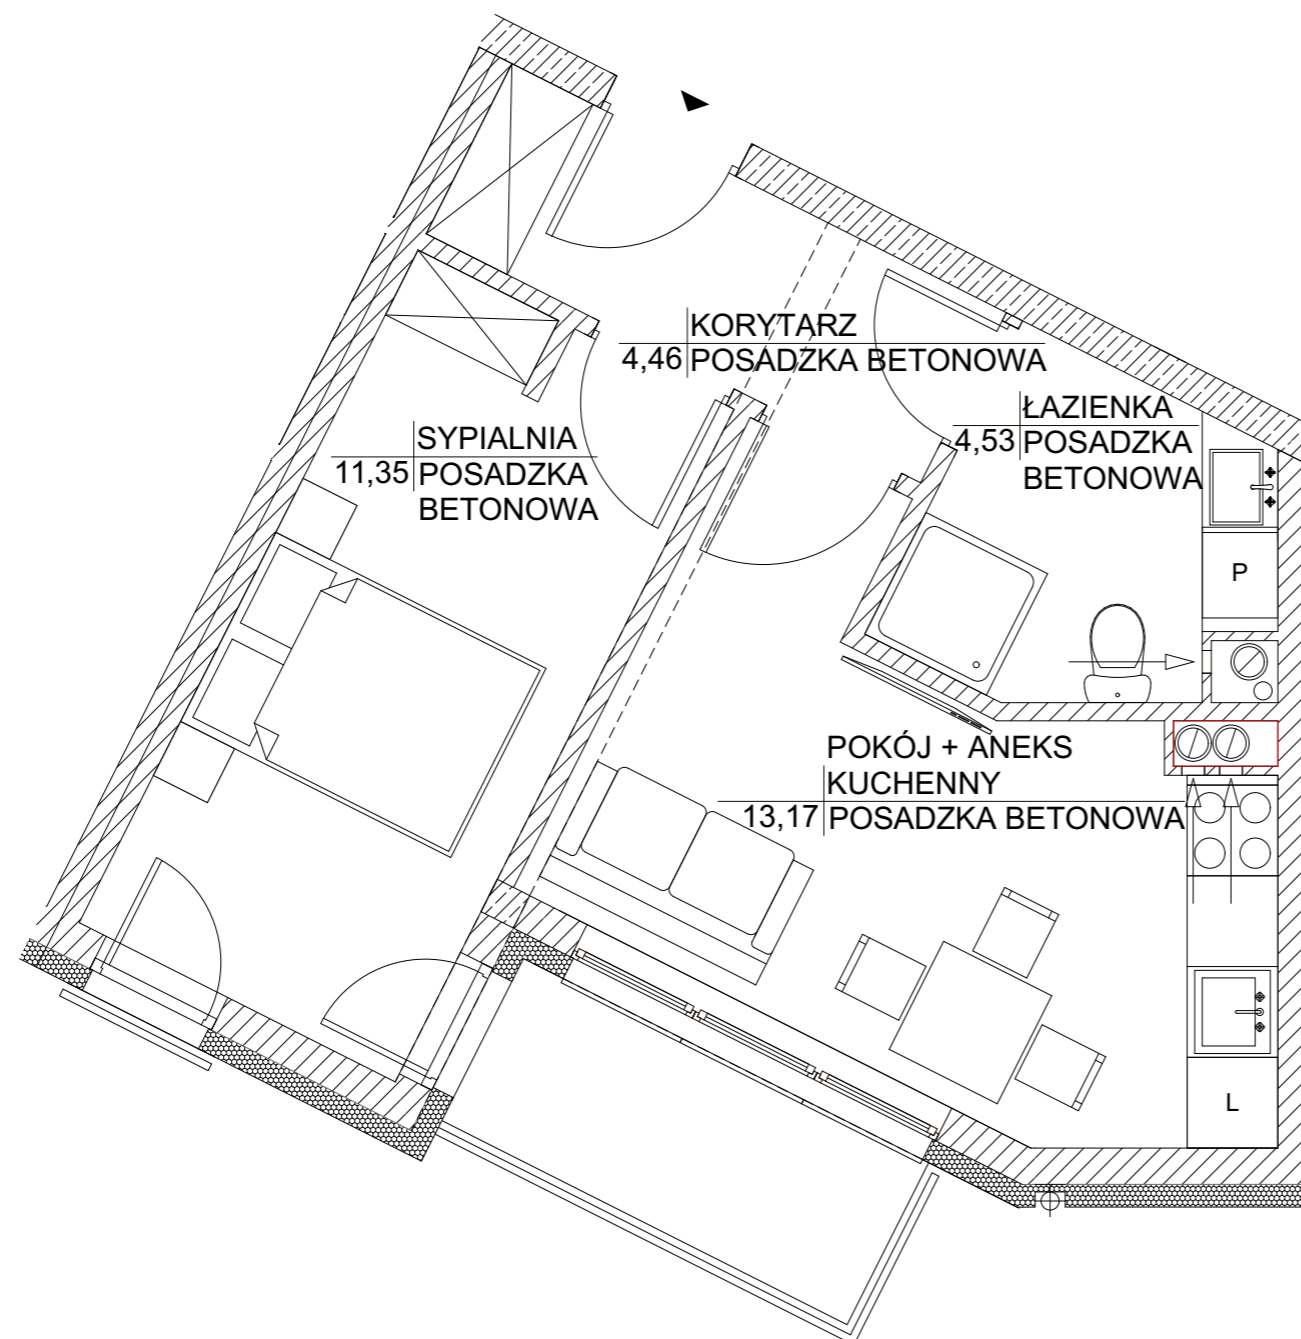 KORYTARZ
4,46 POSADZKA BETONOWA
ŁAZIENKA
4,53 POSADZKA
BETONOWA
SYPIALNIA
11,35 POSADZKA
BETONOWA
P
POKÓJ + ANEKS
KUCHENNY
13,17 POSADZKA BETONOWA
L